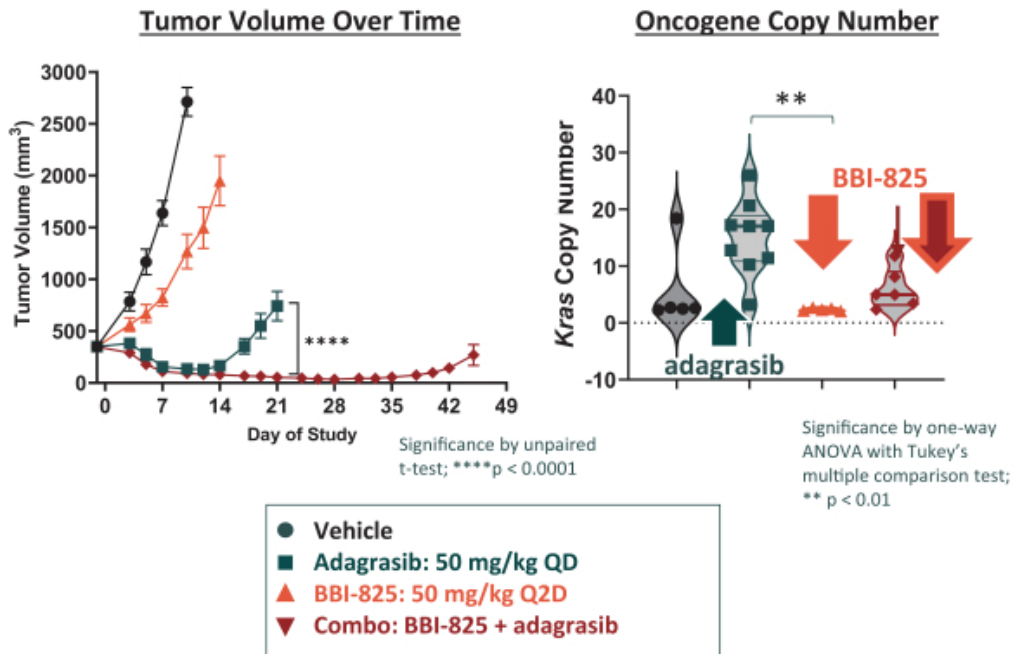 Tumor Volume Over Time
Oncogene Copy Number
Tumor Volume (mm³)
3000
2500
2000
1500
1000
500
0
0 7 14 21 28 35 42 49
Day of Study
****
Significance by unpaired
t-test; ****p < 0.0001
Kras Copy Number
40
30
20
10
0
-10
**
BBI-825
adagrasib
Significance by one-way
ANOVA with Tukey's
multiple comparison test;
** p < 0.01
Vehicle
Adagrasib: 50 mg/kg QD
BBI-825: 50 mg/kg Q2D
Combo: BBI-825 + adagrasib